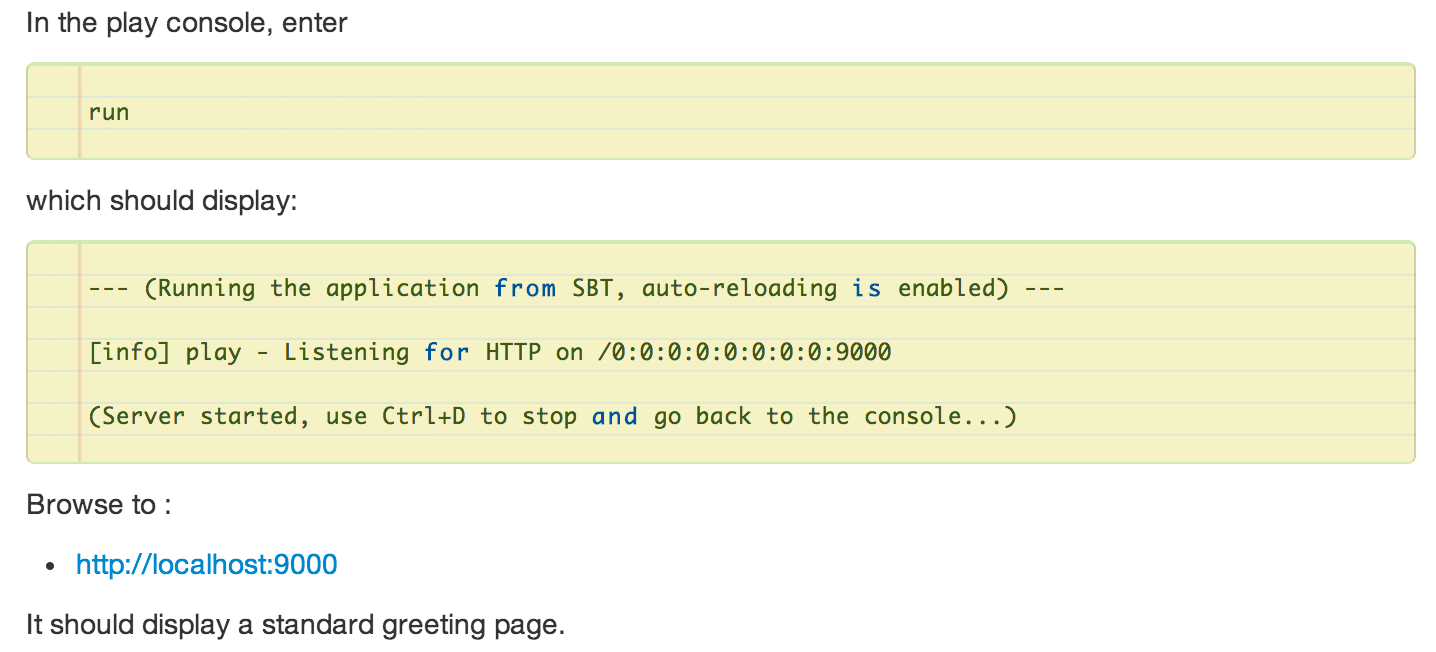 In the play console, enter
run
which should display:
--- (Running the application from SBT, auto-reloading is enabled) ---
[info] play - Listening for HTTP on /0:0:0:0:0:0:0:0:9000
(Server started, use Ctrl+D to stop and go back to the console...)
Browse to :
• http://localhost:9000
It should display a standard greeting page.